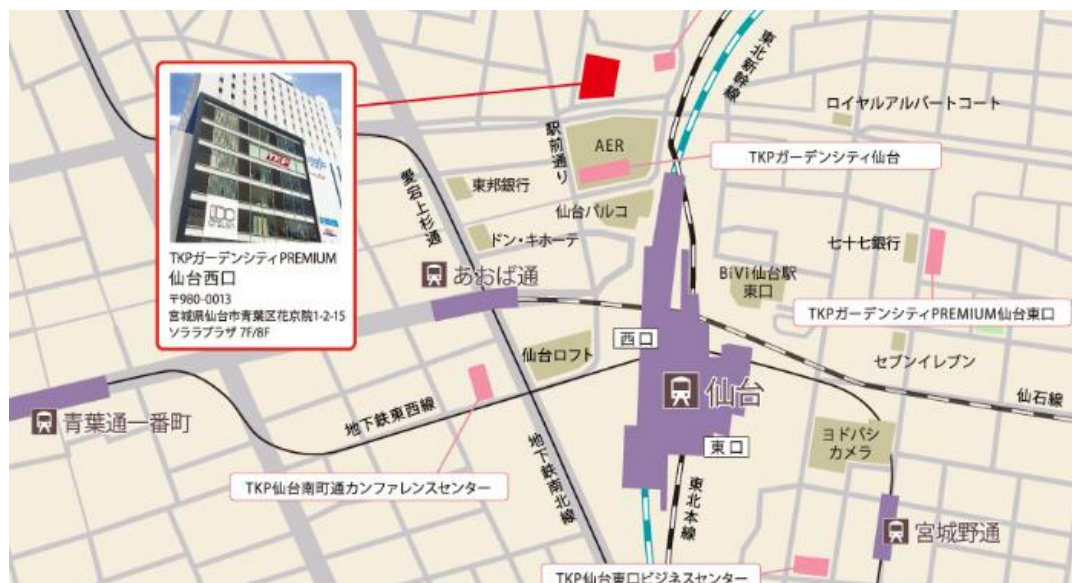 TKP
TKPガーデンシティPREMIUM
仙台西口
〒980-0013
宮城県仙台市青葉区花京院1-2-15
ソララプラザ 7F/8F
東北新幹線
ロイヤルアルバートコート
駅前通り
AER
TKPガーデンシティ仙台
愛宕上杉通
東邦銀行
仙台パルコ
ドン・キホーテ
七十七銀行
あおば通
BiVi仙台駅
東口
TKPガーデンシティPREMIUM仙台東口
西口
仙台ロフト
セブンイレブン
仙台
仙石線
青葉通一番町
地下鉄東西線
ヨドバシ
カメラ
東口
TKP仙台南町通カンファレンスセンター
地下鉄南北線
東北本線
宮城野通
TKP仙台東口ビジネスセンター